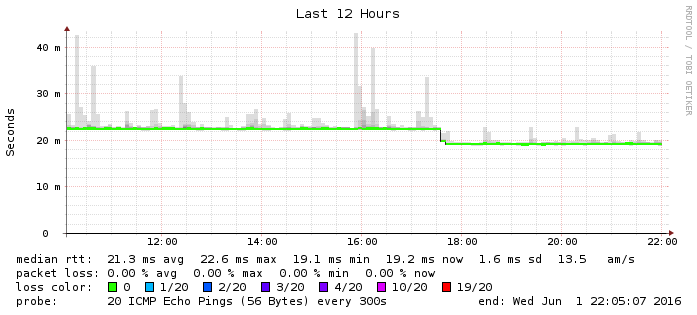 Last 12 Hours
RRDTOOL / TOBI OETIKER
Seconds
40 m
30 m
20 m
10 m
0
12:00 14:00 16:00 18:00 20:00 22:00
median rtt: 21.3 ms avg 22.6 ms max 19.1 ms min 19.2 ms now 1.6 ms sd 13.5 am/s
packet loss: 0.00 % avg 0.00 % max 0.00 % min 0.00 % now
loss color: 0 1/20 2/20 3/20 4/20 10/20 19/20
probe: 20 ICMP Echo Pings (56 Bytes) every 300s end: Wed Jun 1 22:05:07 2016